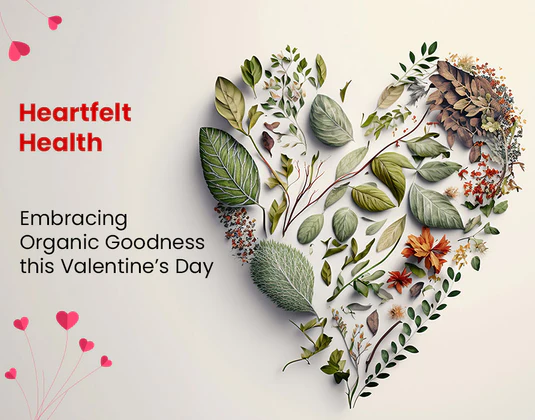 Heartfelt
Health
Embracing
Organic Goodness
this Valentine’s Day